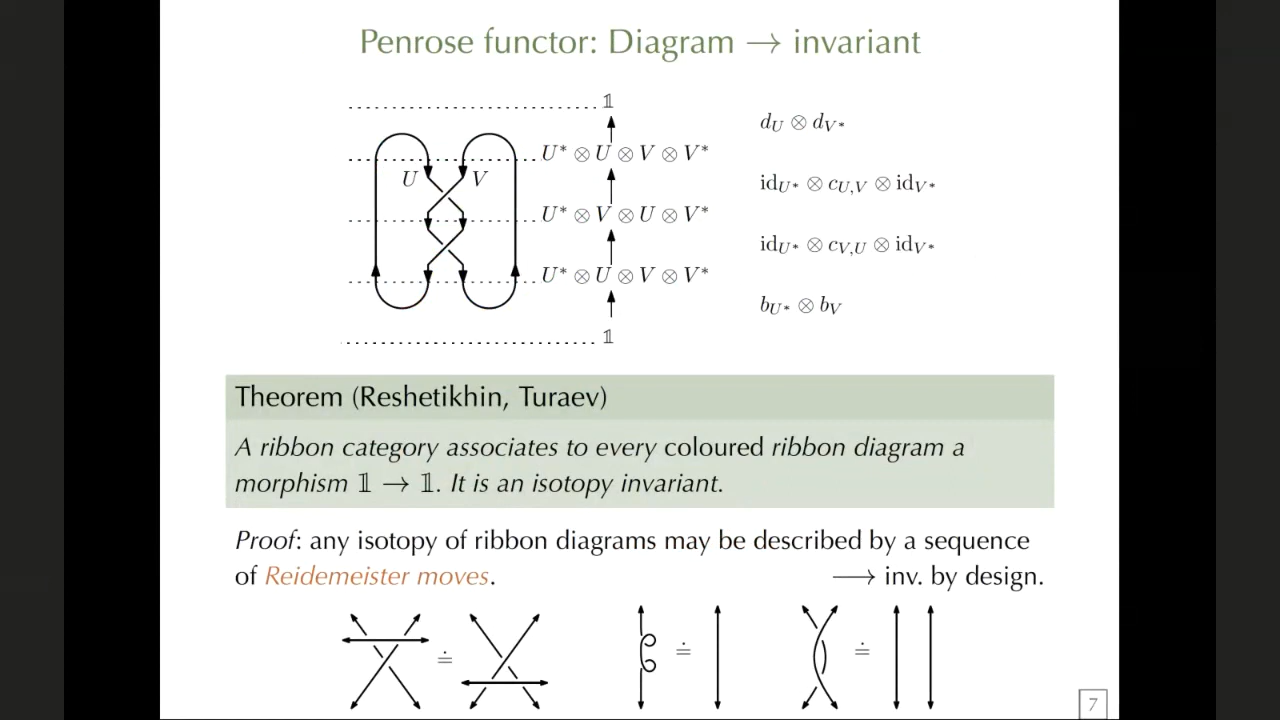 Penrose functor: Diagram → invariant
𝟙
d_U ⊗ d_{V*}
U* ⊗ U ⊗ V ⊗ V*
U V
id_{U*} ⊗ c_{U,V} ⊗ id_{V*}
U* ⊗ V ⊗ U ⊗ V*
id_{U*} ⊗ c_{V,U} ⊗ id_{V*}
U* ⊗ U ⊗ V ⊗ V*
b_{U*} ⊗ b_V
𝟙
Theorem (Reshetikhin, Turaev)
A ribbon category associates to every coloured ribbon diagram a
morphism 𝟙 → 𝟙. It is an isotopy invariant.
Proof: any isotopy of ribbon diagrams may be described by a sequence
of Reidemeister moves. ⟶ inv. by design.
≐ ≐ ≐
7